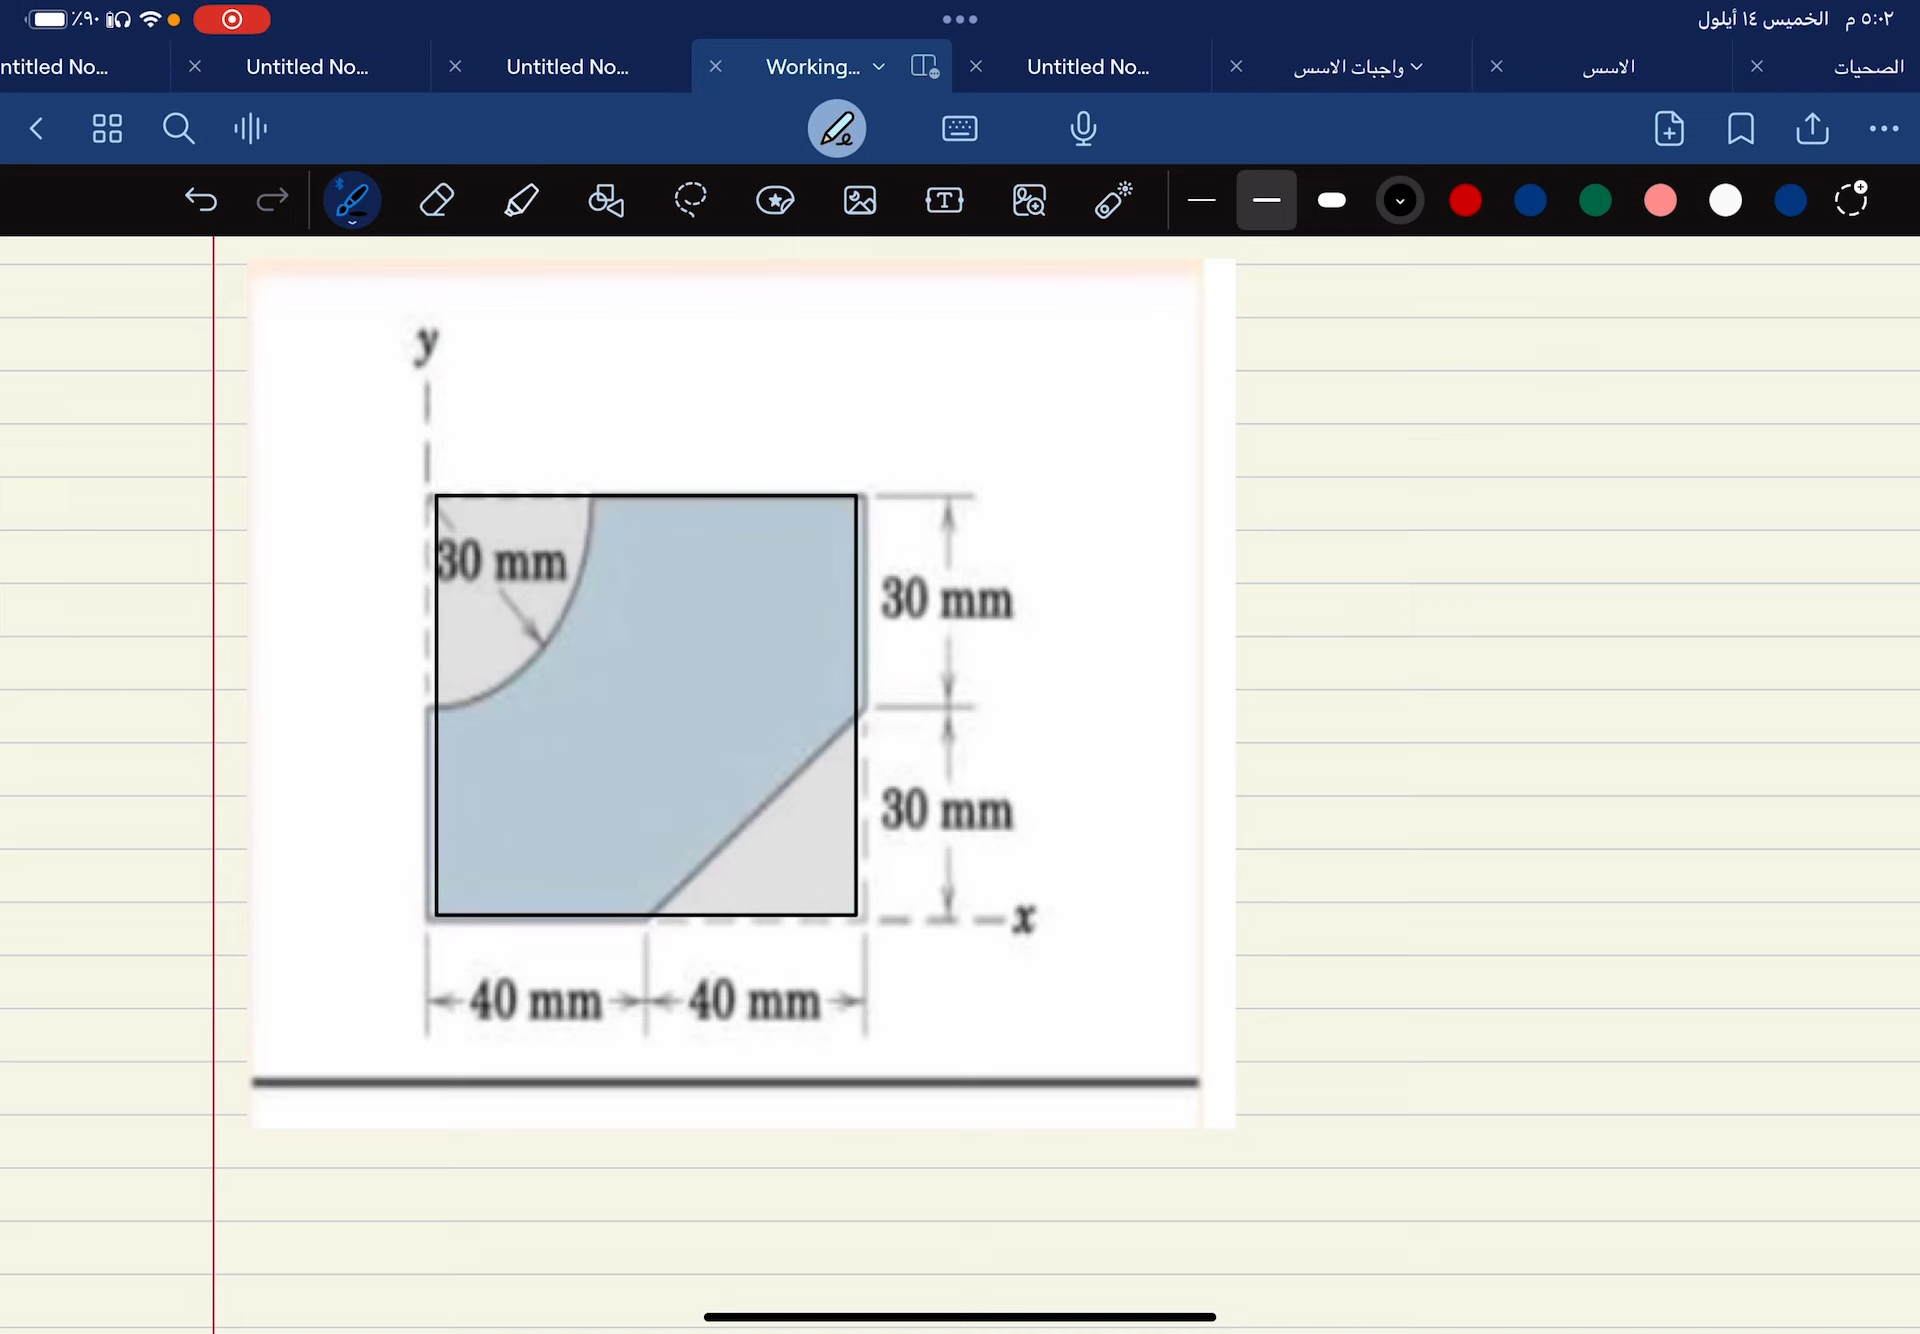 ٪٩٠
٥:٠٢ م الخميس ١٤ أيلول
ntitled No...
Untitled No...
Untitled No...
Working...
Untitled No...
واجبات الاسس
الاسس
الصحيات
y
30 mm
30 mm
30 mm
x
40 mm
40 mm